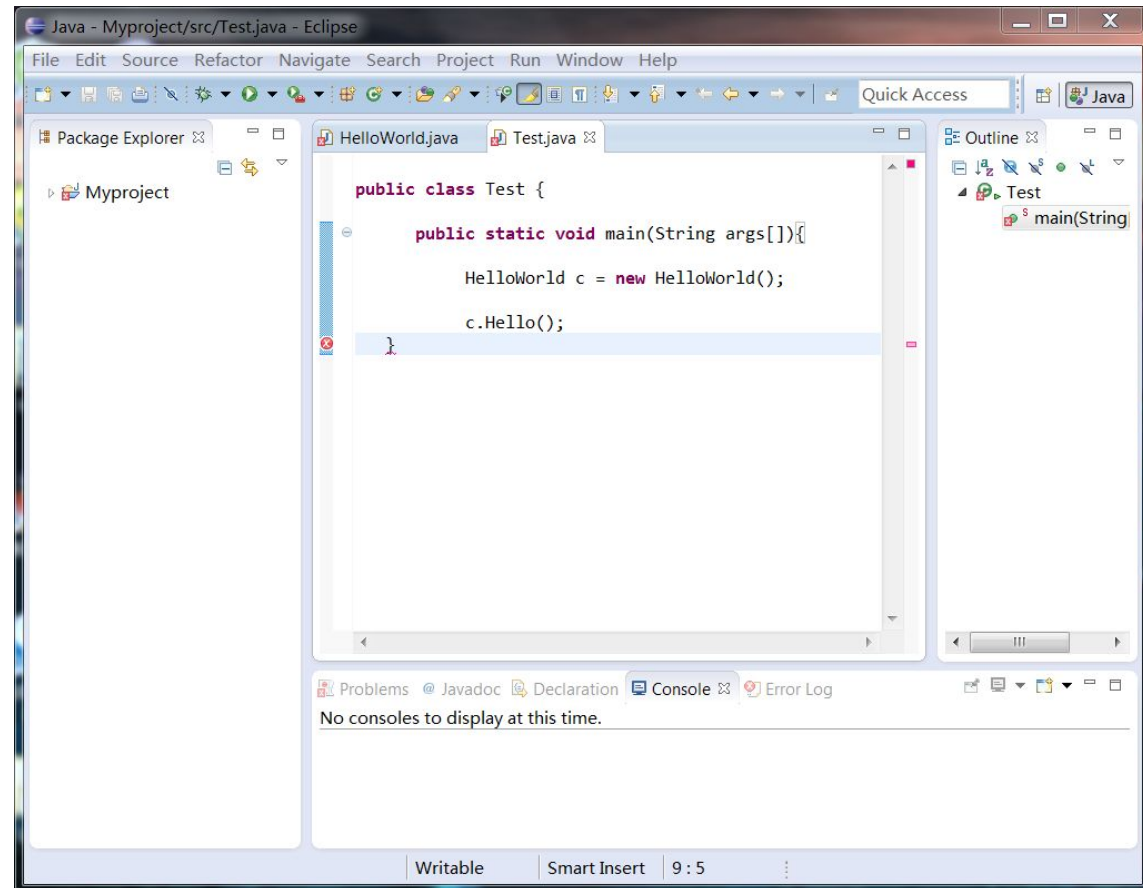 Java - Myproject/src/Test.java - Eclipse
File Edit Source Refactor Navigate Search Project Run Window Help
Quick Access
Java
Package Explorer
Myproject
HelloWorld.java
Test.java
public class Test {
public static void main(String args[]){
HelloWorld c = new HelloWorld();
c.Hello();
}
Outline
Test
main(String
Problems @ Javadoc Declaration Console Error Log
No consoles to display at this time.
Writable
Smart Insert
9 : 5